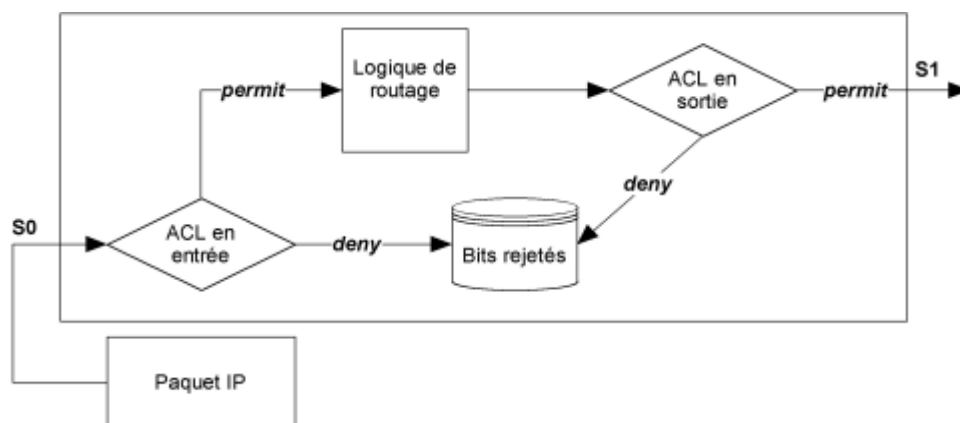 Logique de
routage
permit
ACL en
sortie
permit
S1
deny
S0
ACL en
entrée
deny
Bits rejetés
Paquet IP